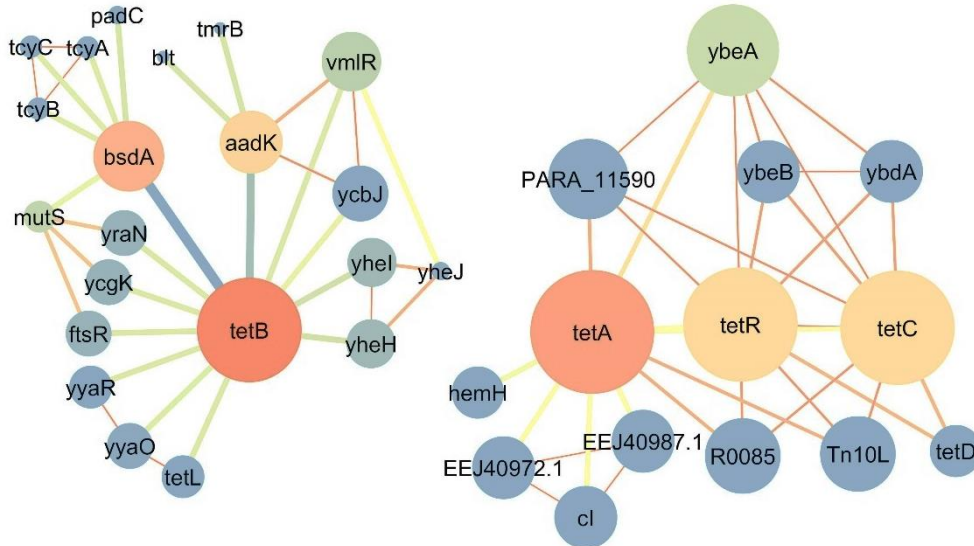 padC
tcyC
tcyA
tcyB
blt
tmrB
vmlR
bsdA
aadK
ycbJ
mutS
yraN
ycgK
ftsR
yheI
yheJ
yheH
tetB
yyaR
yyaO
tetL
ybeA
PARA_11590
ybeB
ybdA
tetA
tetR
tetC
hemH
EEJ40972.1
EEJ40987.1
cI
R0085
Tn10L
tetD